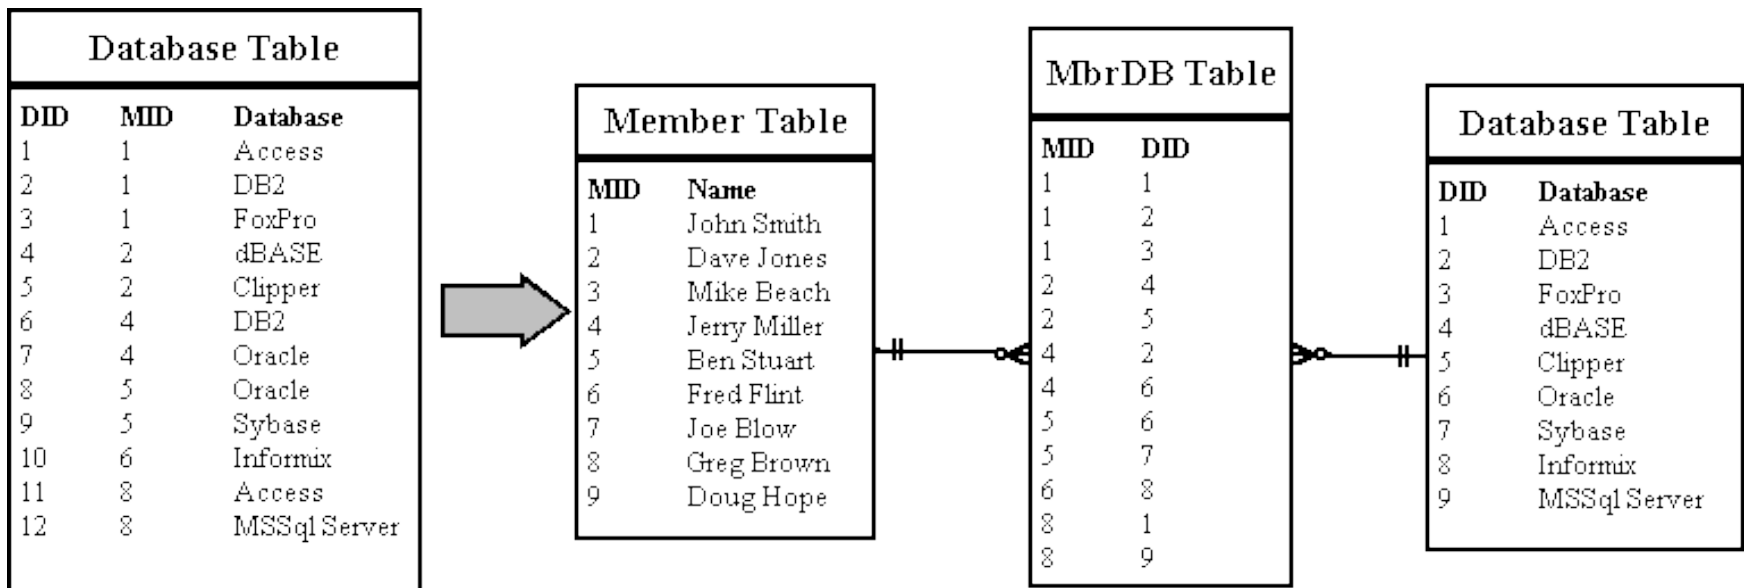 Database Table
DID MID Database
1 1 Access
2 1 DB2
3 1 FoxPro
4 2 dBASE
5 2 Clipper
6 4 DB2
7 4 Oracle
8 5 Oracle
9 5 Sybase
10 6 Informix
11 8 Access
12 8 MSSql Server
Member Table
MID Name
1 John Smith
2 Dave Jones
3 Mike Beach
4 Jerry Miller
5 Ben Stuart
6 Fred Flint
7 Joe Blow
8 Greg Brown
9 Doug Hope
MbrDB Table
MID DID
1 1
1 2
1 3
2 4
2 5
4 2
4 6
5 6
5 7
6 8
8 1
8 9
Database Table
DID Database
1 Access
2 DB2
3 FoxPro
4 dBASE
5 Clipper
6 Oracle
7 Sybase
8 Informix
9 MSSql Server